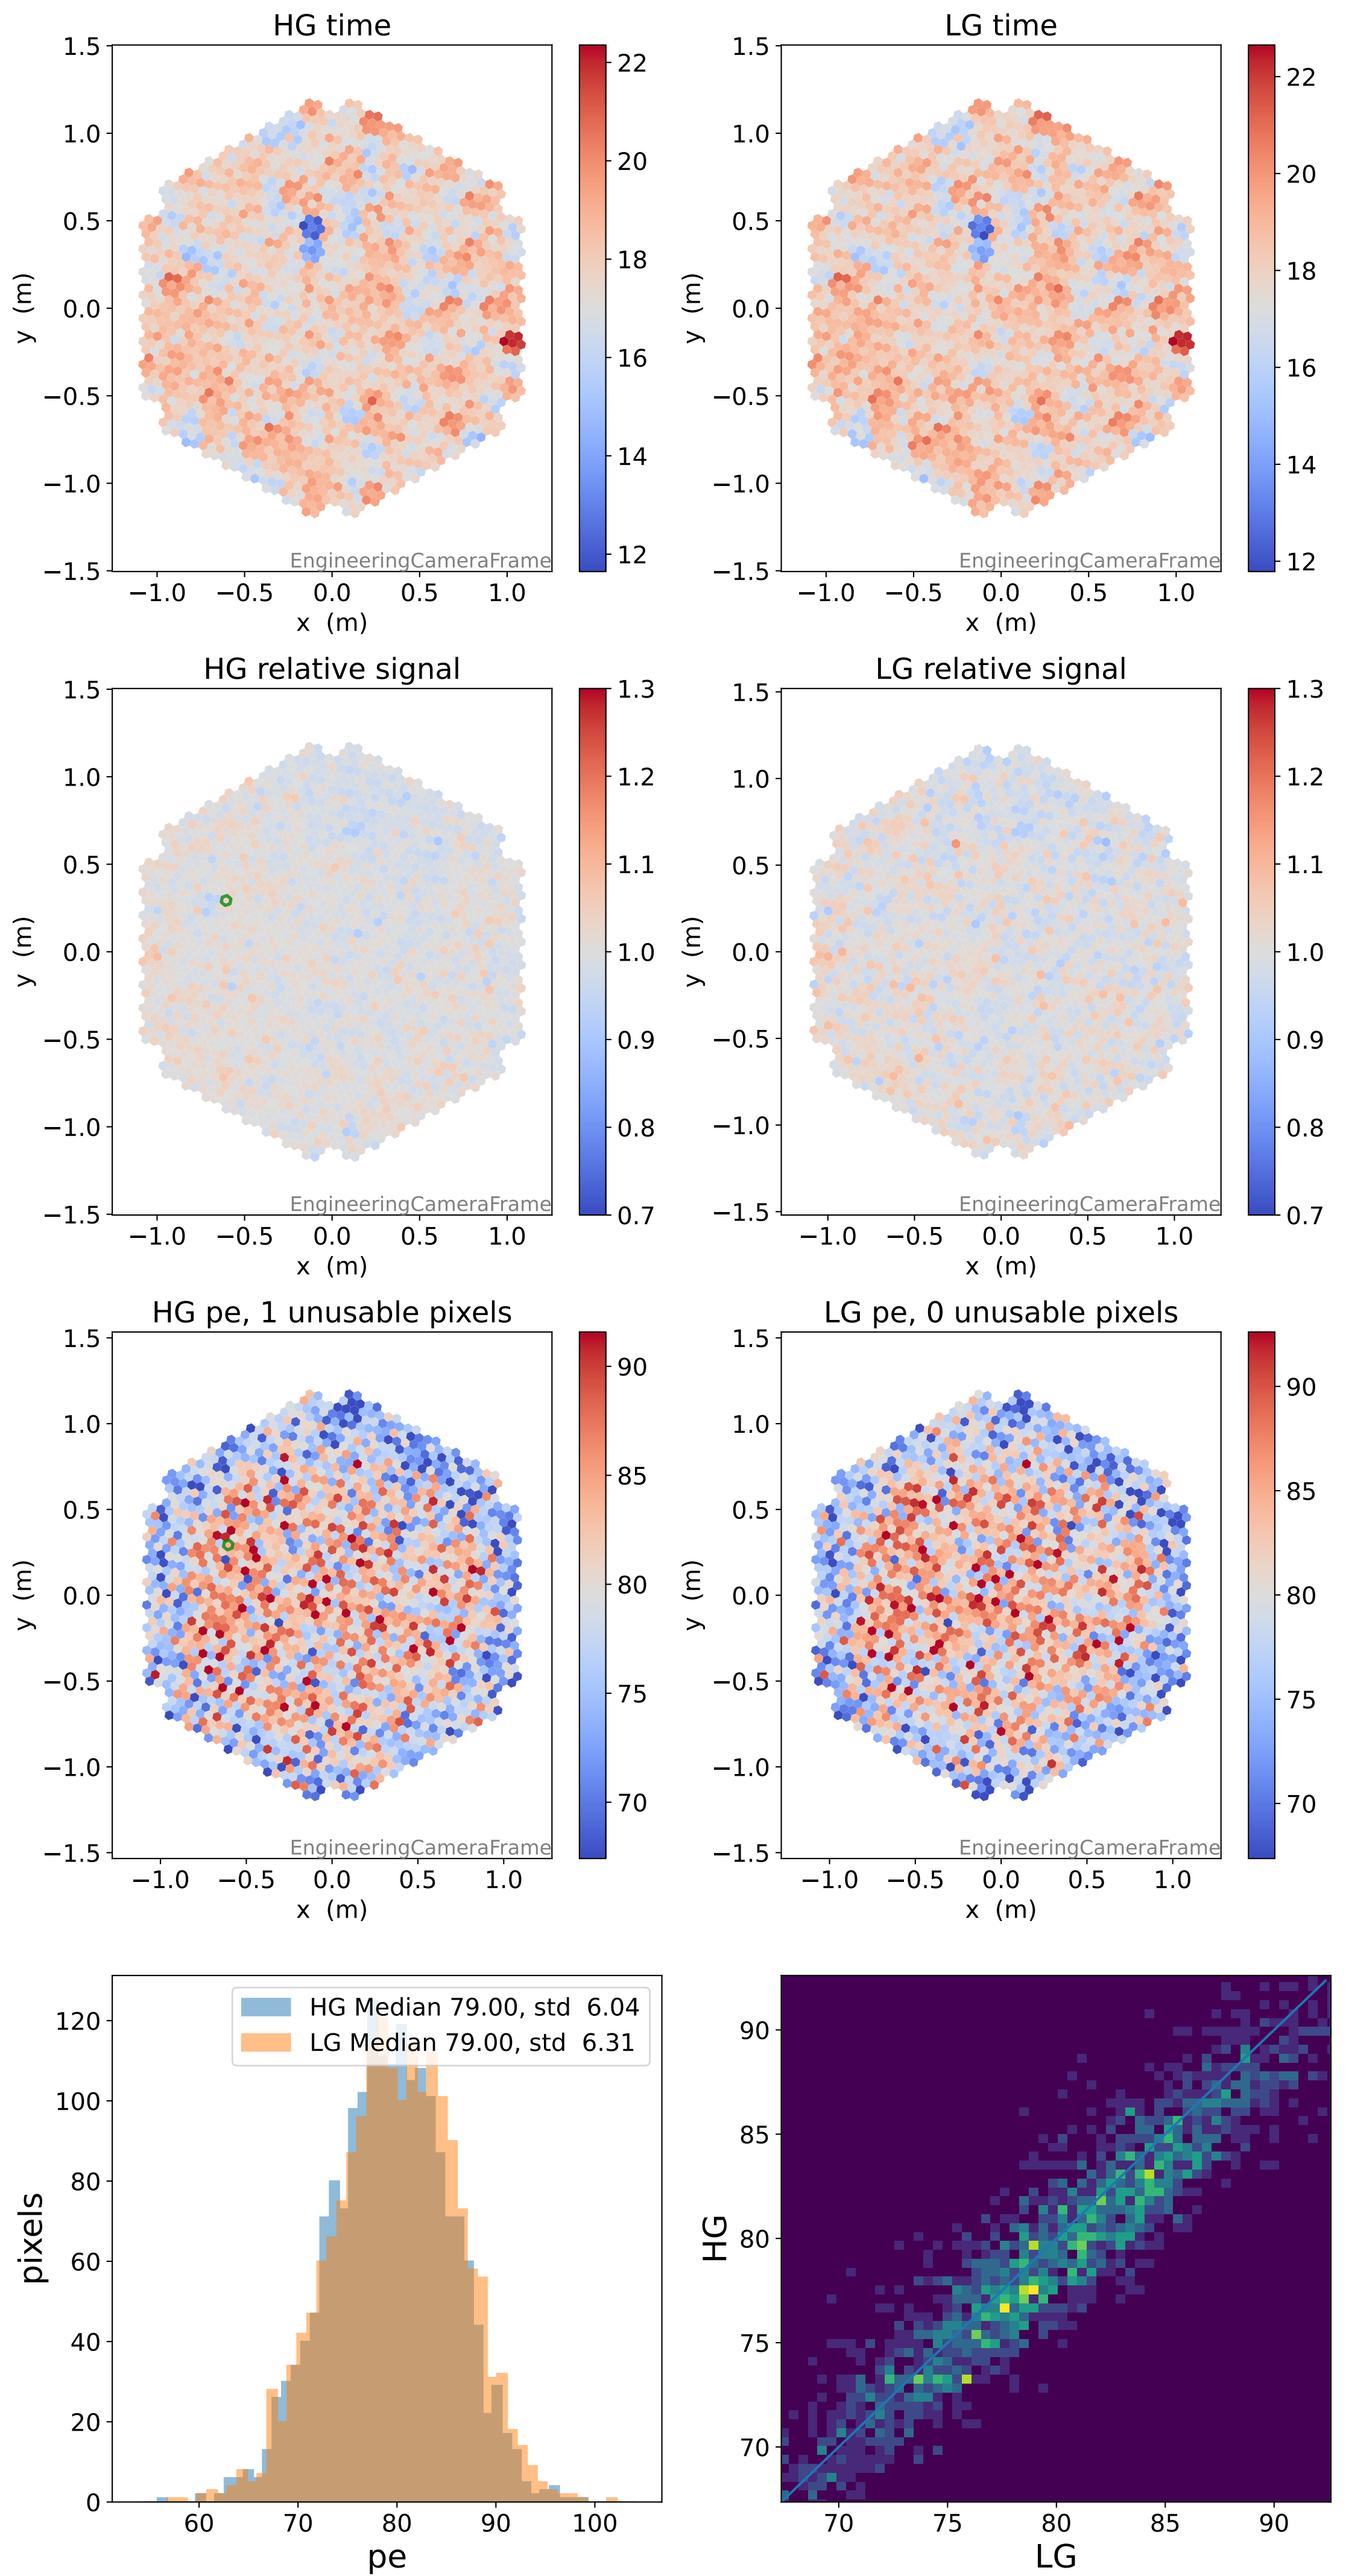 HG time
LG time
1.5
1.0
0.5
0.0
−0.5
−1.0
−1.5
y (m)
−1.0 −0.5 0.0 0.5 1.0
x (m)
EngineeringCameraFrame
22
20
18
16
14
12
1.5
1.0
0.5
0.0
−0.5
−1.0
−1.5
y (m)
−1.0 −0.5 0.0 0.5 1.0
x (m)
EngineeringCameraFrame
22
20
18
16
14
12
HG relative signal
LG relative signal
1.5
1.0
0.5
0.0
−0.5
−1.0
−1.5
y (m)
−1.0 −0.5 0.0 0.5 1.0
x (m)
EngineeringCameraFrame
1.3
1.2
1.1
1.0
0.9
0.8
0.7
1.5
1.0
0.5
0.0
−0.5
−1.0
−1.5
y (m)
−1.0 −0.5 0.0 0.5 1.0
x (m)
EngineeringCameraFrame
1.3
1.2
1.1
1.0
0.9
0.8
0.7
HG pe, 1 unusable pixels
LG pe, 0 unusable pixels
1.5
1.0
0.5
0.0
−0.5
−1.0
−1.5
y (m)
−1.0 −0.5 0.0 0.5 1.0
x (m)
EngineeringCameraFrame
90
85
80
75
70
1.5
1.0
0.5
0.0
−0.5
−1.0
−1.5
y (m)
−1.0 −0.5 0.0 0.5 1.0
x (m)
EngineeringCameraFrame
90
85
80
75
70
HG Median 79.00, std 6.04
LG Median 79.00, std 6.31
120
100
80
60
40
20
0
pixels
60 70 80 90 100
pe
90
85
80
75
70
HG
70 75 80 85 90
LG